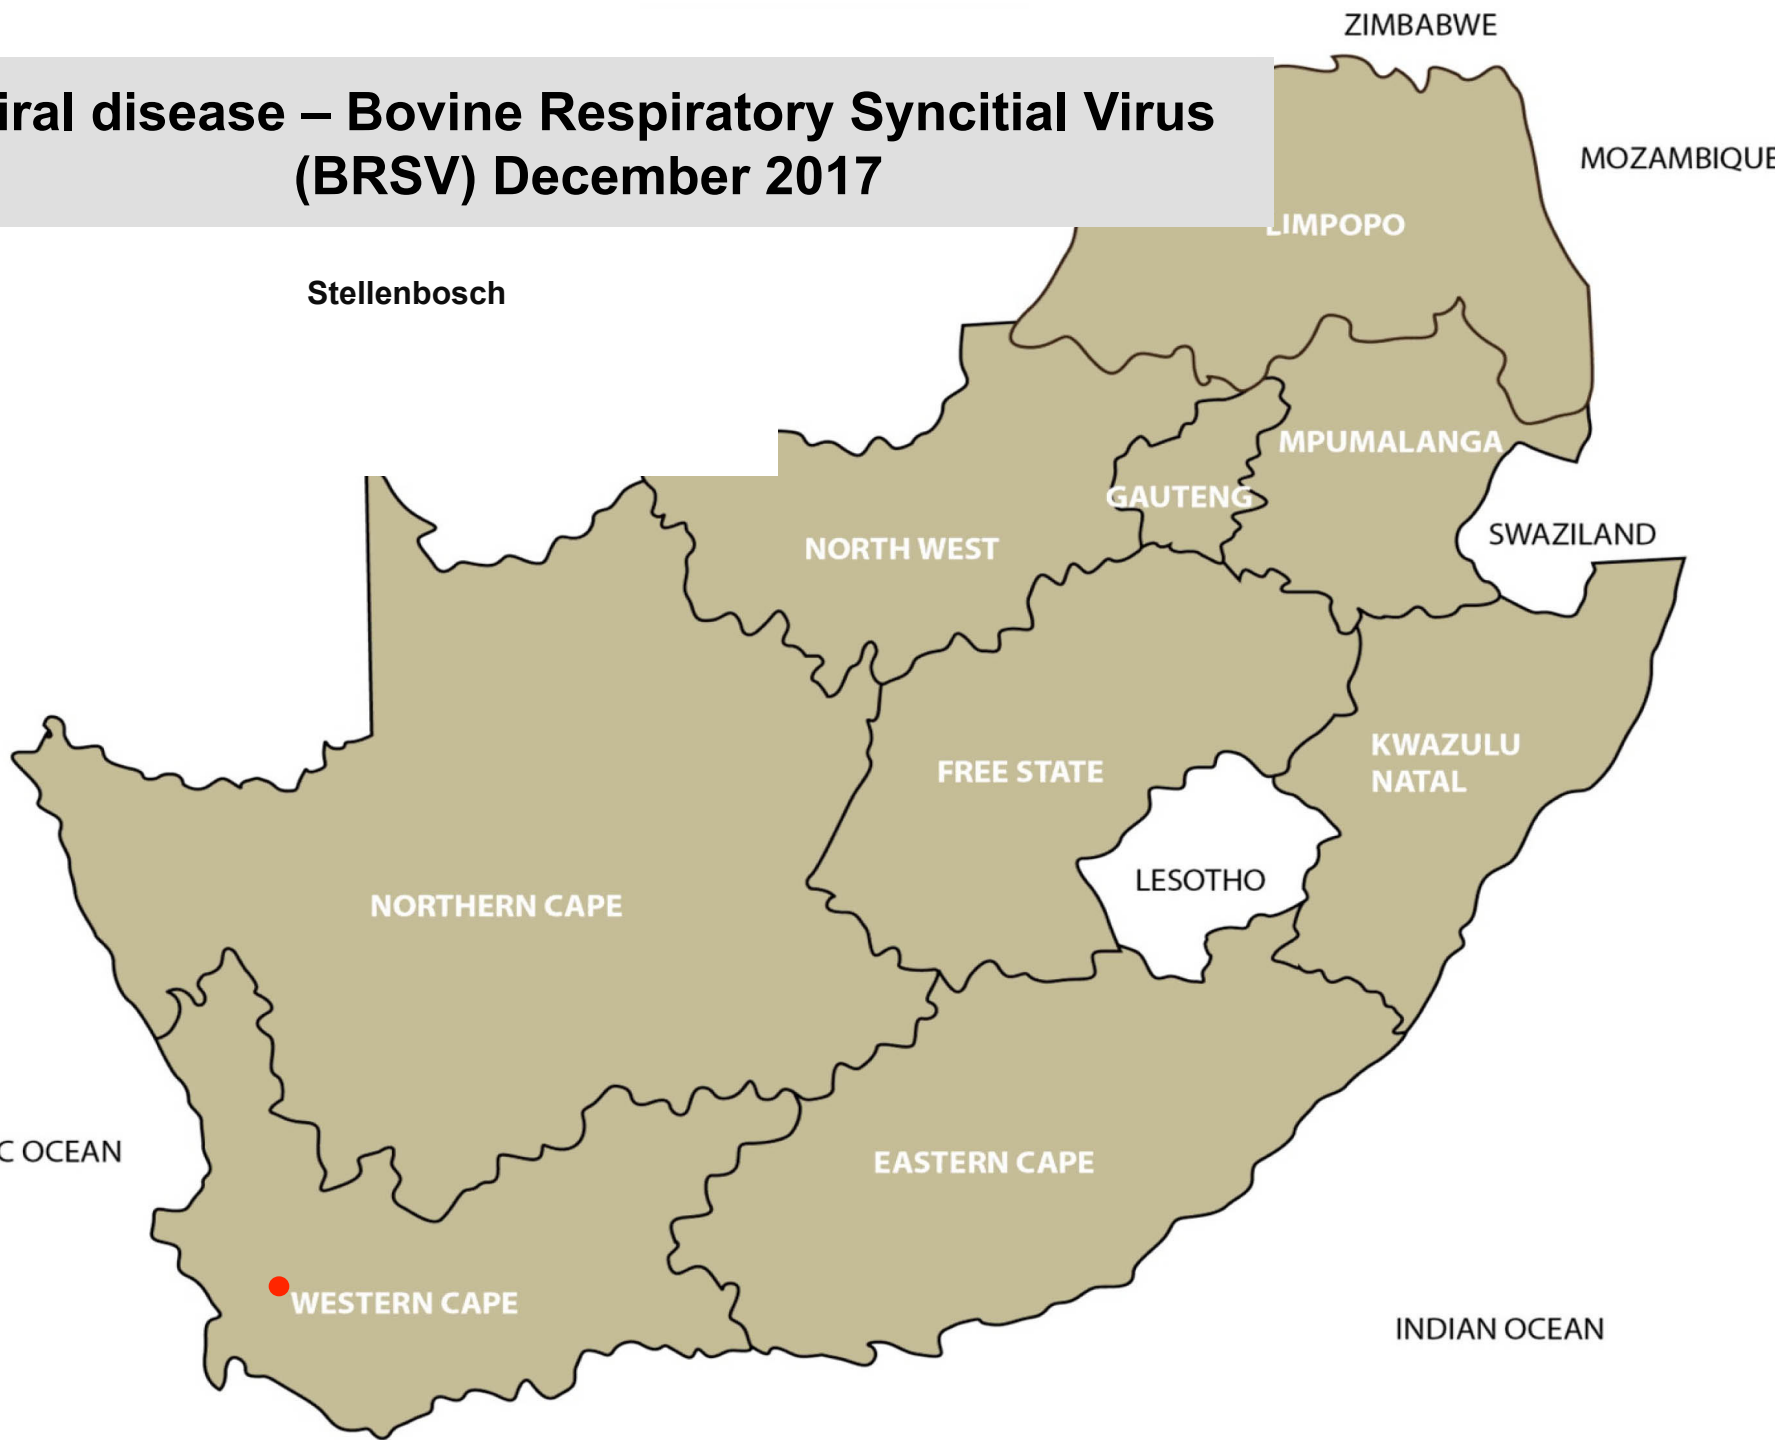 ZIMBABWE
iral disease – Bovine Respiratory Syncitial Virus
(BRSV) December 2017
MOZAMBIQUE
LIMPOPO
Stellenbosch
MPUMALANGA
GAUTENG
SWAZILAND
NORTH WEST
KWAZULU
NATAL
FREE STATE
LESOTHO
NORTHERN CAPE
C OCEAN
EASTERN CAPE
WESTERN CAPE
INDIAN OCEAN